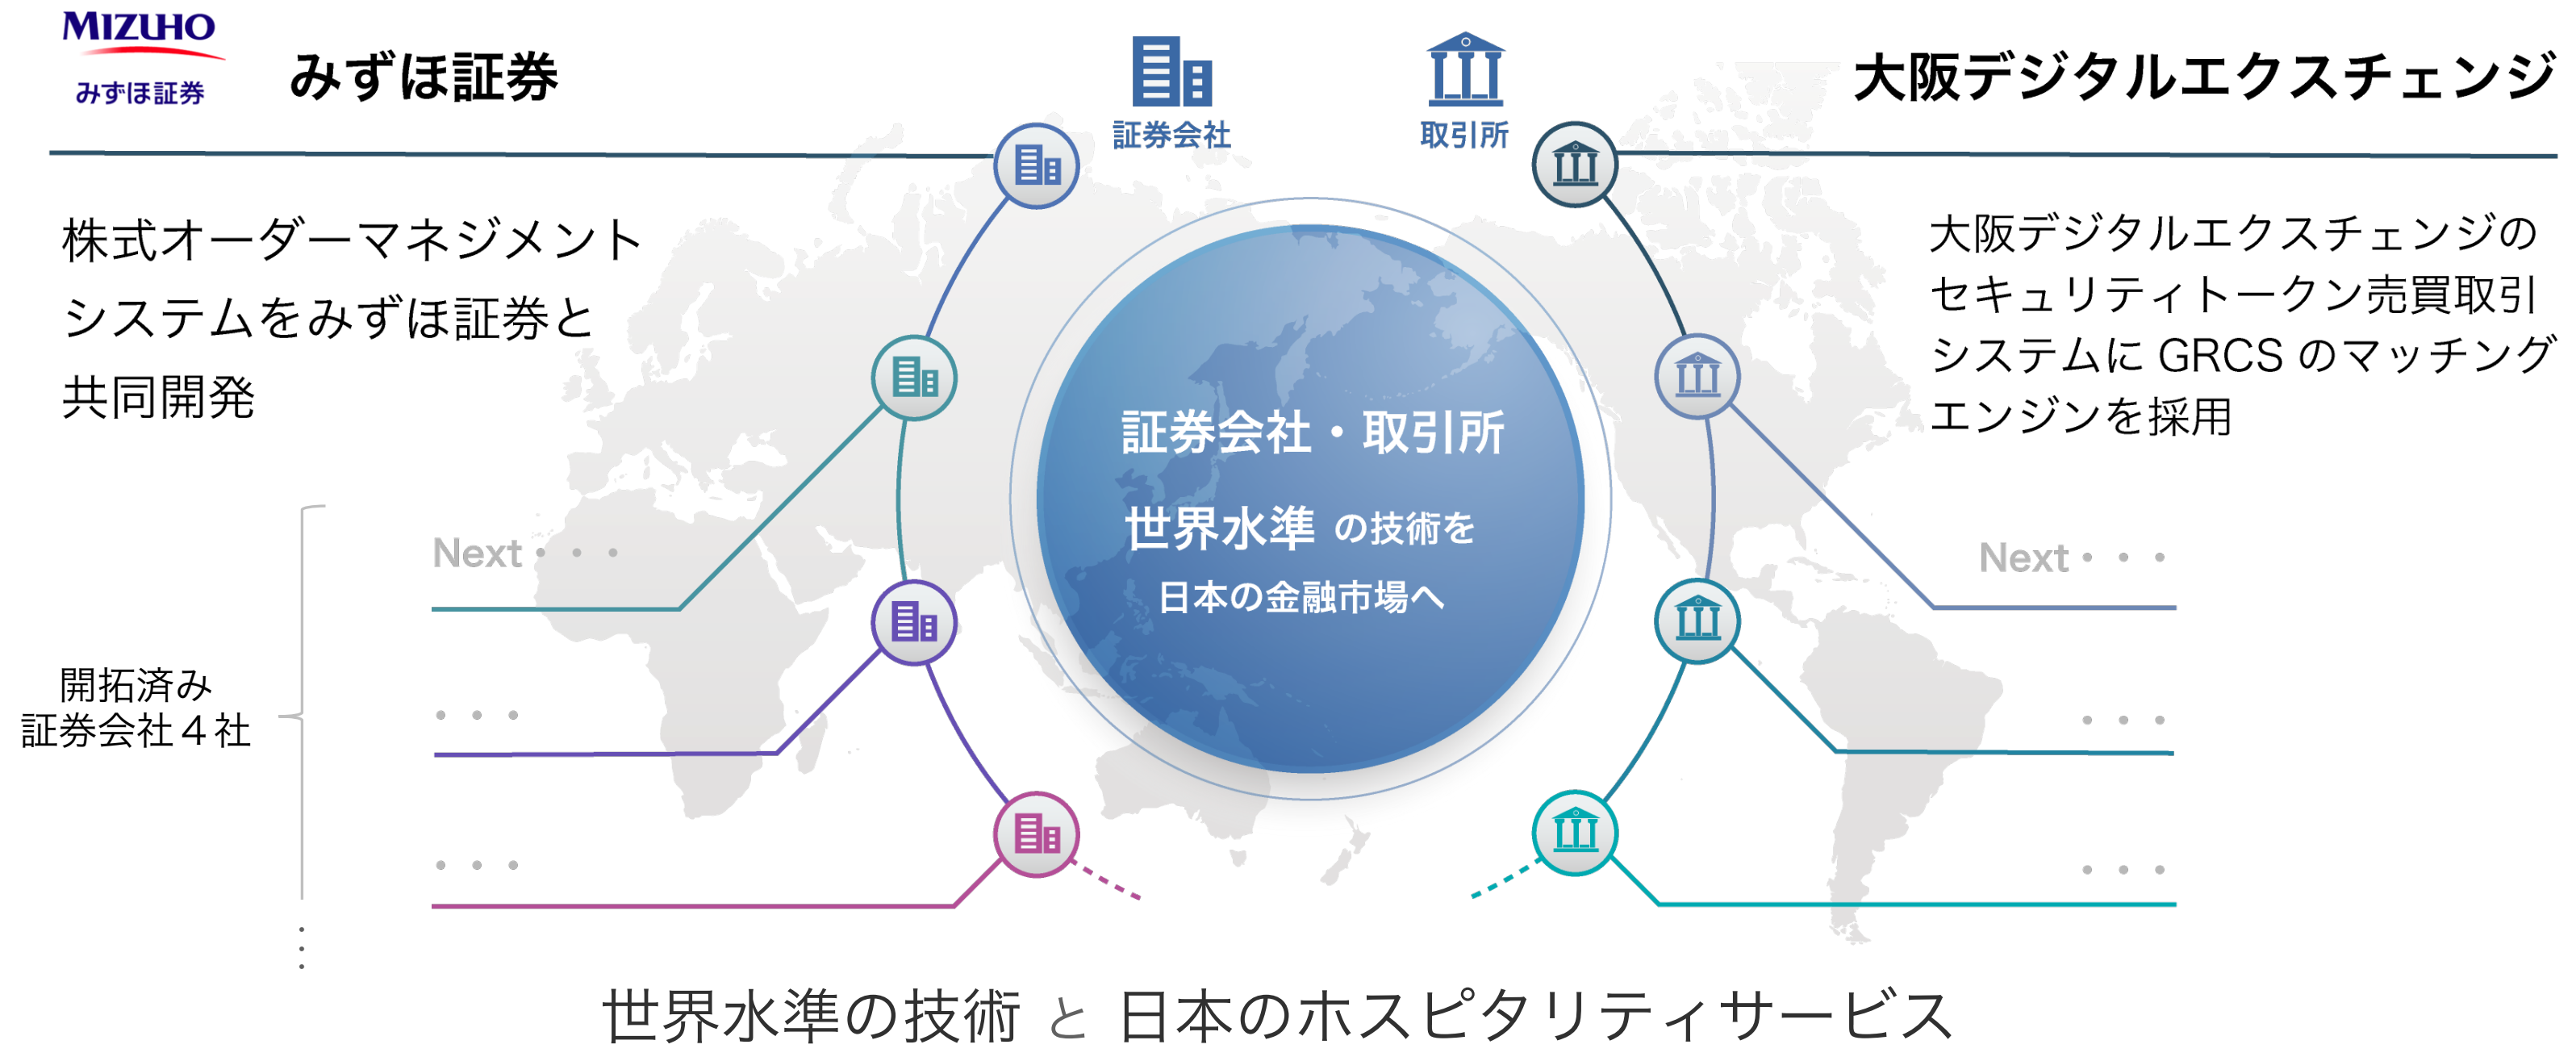 MIZUHO
みずほ証券
みずほ証券
証券会社
取引所
大阪デジタルエクスチェンジ
株式オーダーマネジメント
システムをみずほ証券と
共同開発
大阪デジタルエクスチェンジの
セキュリティトークン売買取引
システムに GRCS のマッチング
エンジンを採用
証券会社・取引所
世界水準 の技術を
日本の金融市場へ
Next・・・
・・・
・・・
開拓済み
証券会社４社
⋮
Next・・・
・・・
・・・
世界水準の技術 と 日本のホスピタリティサービス